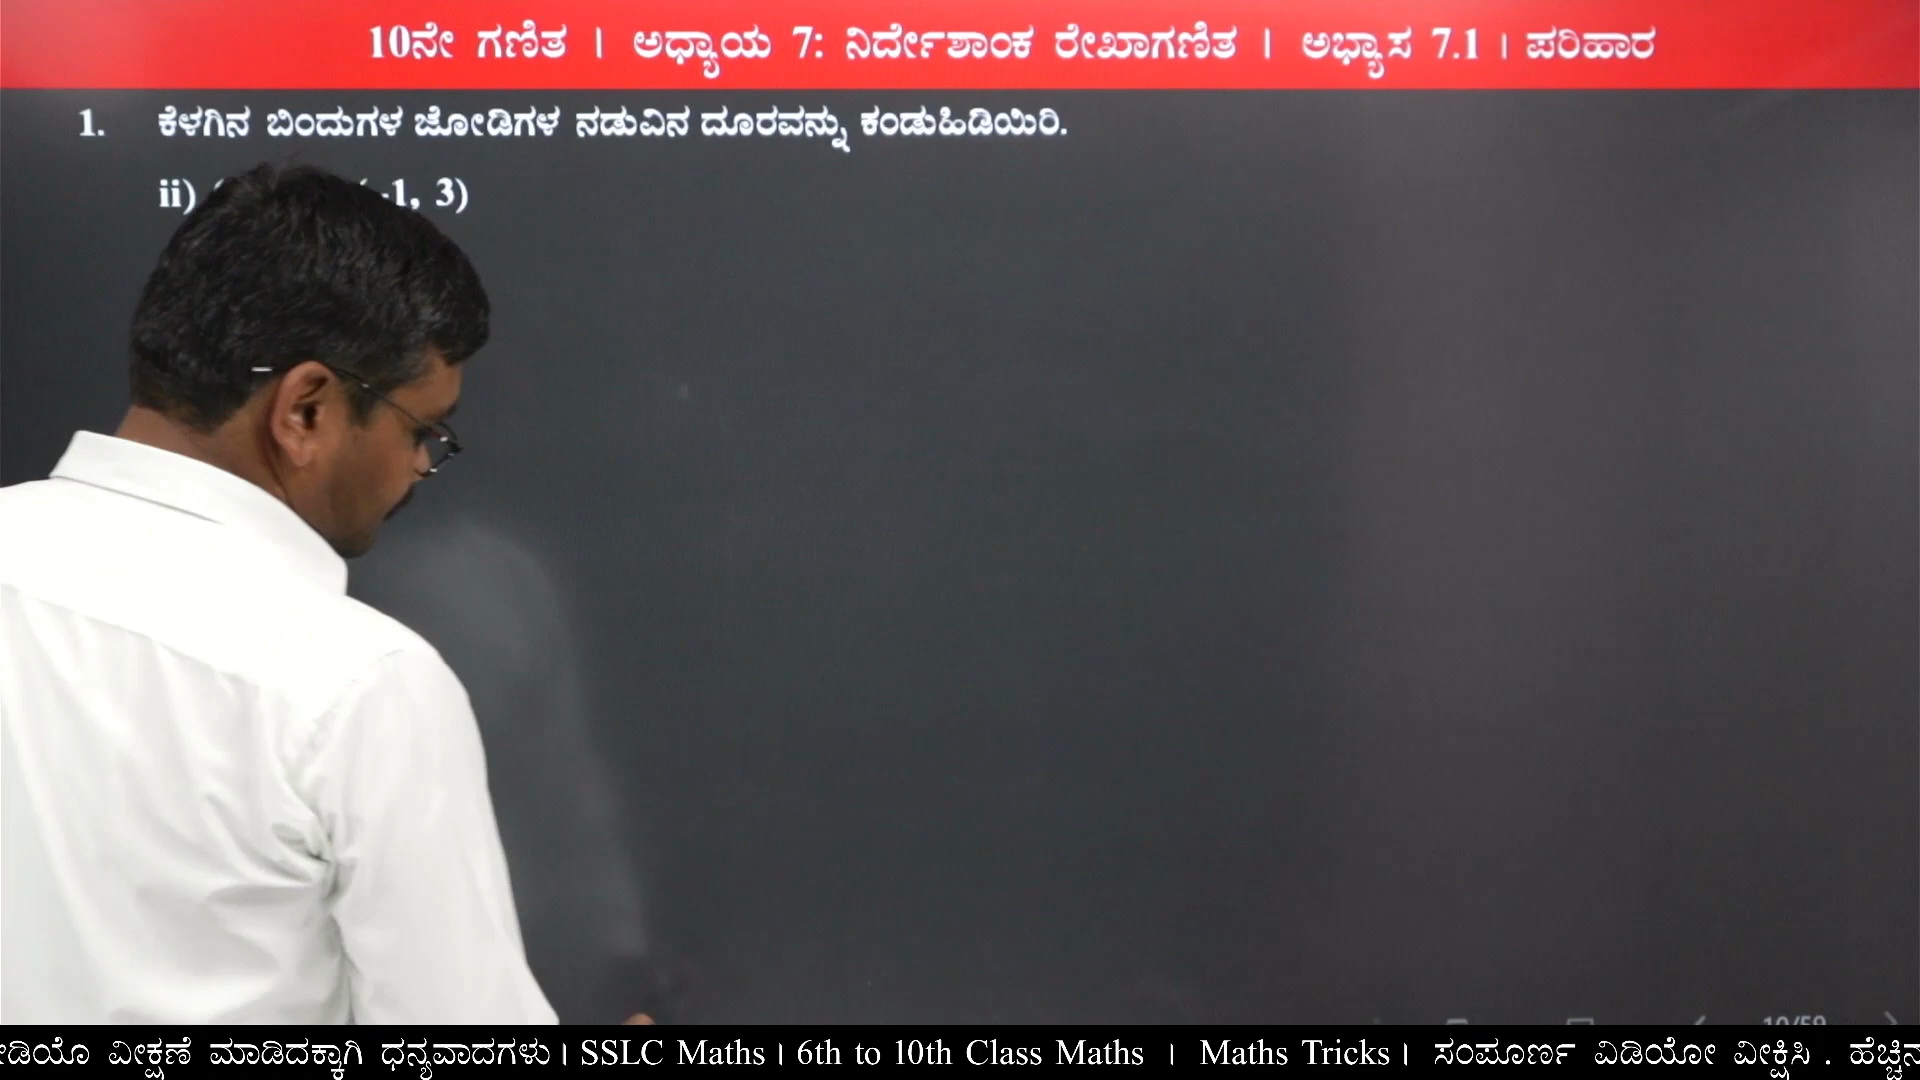 10ನೇ ಗಣಿತ । ಅಧ್ಯಾಯ 7: ನಿರ್ದೇಶಾಂಕ ರೇಖಾಗಣಿತ । ಅಭ್ಯಾಸ 7.1 । ಪರಿಹಾರ
1. ಕೆಳಗಿನ ಬಿಂದುಗಳ ಜೋಡಿಗಳ ನಡುವಿನ ದೂರವನ್ನು ಕಂಡುಹಿಡಿಯಿರಿ.
ii) -1, 3)
ವೀಕ್ಷಣೆ ಮಾಡಿದಕ್ಕಾಗಿ ಧನ್ಯವಾದಗಳು । SSLC Maths । 6th to 10th Class Maths । Maths Tricks । ಸಂಪೂರ್ಣ ವಿಡಿಯೋ ವೀಕ್ಷಿಸಿ .